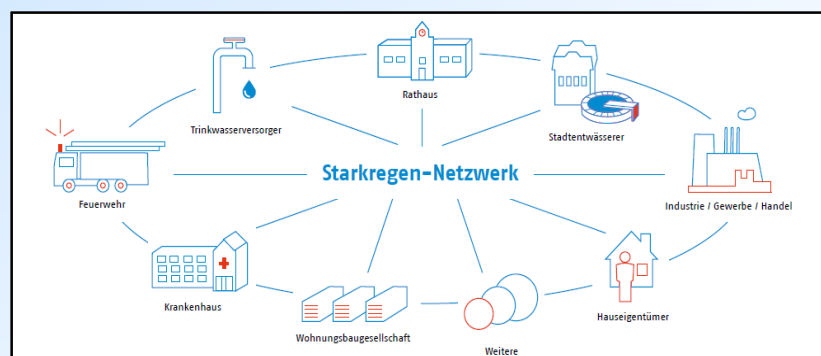 Rathaus
Trinkwasserversorger
Stadtentwässerer
Starkregen-Netzwerk
Feuerwehr
Industrie / Gewerbe / Handel
Krankenhaus
Hauseigentümer
Wohnungsbaugesellschaft
Weitere